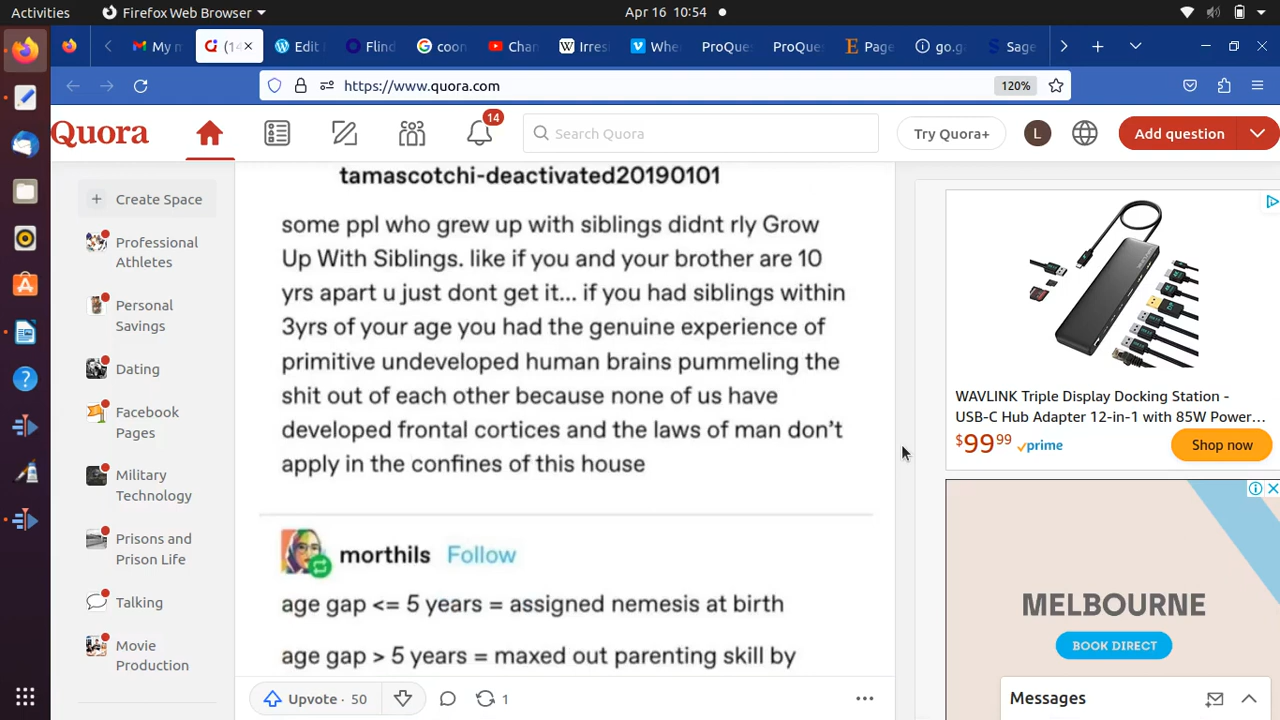 Activities
Firefox Web Browser
Apr 16 10:54
My m
(14
Edit
Flind
coon
Chan
Irres
Whe
ProQues
ProQues
Page
go.g
Sage
https://www.quora.com
120%
Quora
14
Search Quora
Try Quora+
L
Add question
Create Space
Professional
Athletes
Personal
Savings
Dating
Facebook
Pages
Military
Technology
Prisons and
Prison Life
Talking
Movie
Production
tamascotchi-deactivated20190101
some ppl who grew up with siblings didnt rly Grow
Up With Siblings. like if you and your brother are 10
yrs apart u just dont get it... if you had siblings within
3yrs of your age you had the genuine experience of
primitive undeveloped human brains pummeling the
shit out of each other because none of us have
developed frontal cortices and the laws of man don't
apply in the confines of this house
morthils Follow
age gap <= 5 years = assigned nemesis at birth
age gap > 5 years = maxed out parenting skill by
Upvote · 50
1
WAVLINK Triple Display Docking Station -
USB-C Hub Adapter 12-in-1 with 85W Power...
$99 99 prime
Shop now
MELBOURNE
BOOK DIRECT
Messages